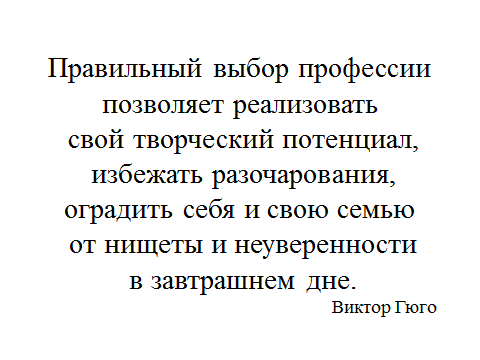 Правильный выбор профессии
позволяет реализовать
свой творческий потенциал,
избежать разочарования,
оградить себя и свою семью
от нищеты и неуверенности
в завтрашнем дне.
Виктор Гюго